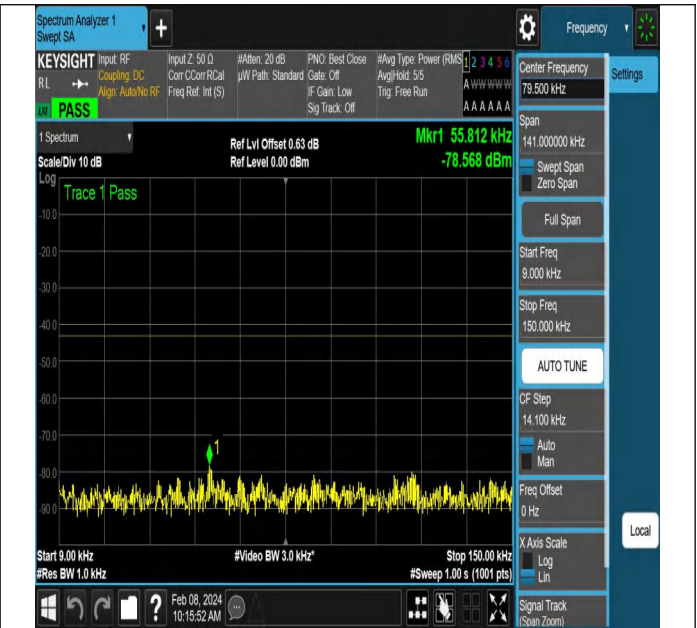 Spectrum Analyzer 1
Swept SA
+
Frequency
KEYSIGHT
RL
PASS
Input: RF
Coupling: DC
Align: Auto/No RF
Input Z: 50 Ω
Corr CCorr RCal
Freq Ref: Int (S)
#Atten: 20 dB
µW Path: Standard
PNO: Best Close
Gate: Off
IF Gain: Low
Sig Track: Off
#Avg Type: Power (RMS
Avg|Hold: 5/5
Trig: Free Run
1 2 3 4 5 6
A W W W W W
A A A A A A
1 Spectrum
Scale/Div 10 dB
Ref Lvl Offset 0.63 dB
Ref Level 0.00 dBm
Mkr1 55.812 kHz
-78.568 dBm
Log
Trace 1 Pass
-10.0
-20.0
-30.0
-40.0
-50.0
-60.0
-70.0
-80.0
-90.0
1
Start 9.00 kHz
#Res BW 1.0 kHz
#Video BW 3.0 kHz*
Stop 150.00 kHz
#Sweep 1.00 s (1001 pts)
?
Feb 08, 2024
10:15:52 AM
Center Frequency
79.500 kHz
Settings
Span
141.000000 kHz
Swept Span
Zero Span
Full Span
Start Freq
9.000 kHz
Stop Freq
150.000 kHz
AUTO TUNE
CF Step
14.100 kHz
Auto
Man
Freq Offset
0 Hz
X Axis Scale
Log
Lin
Local
Signal Track
(Span Zoom)